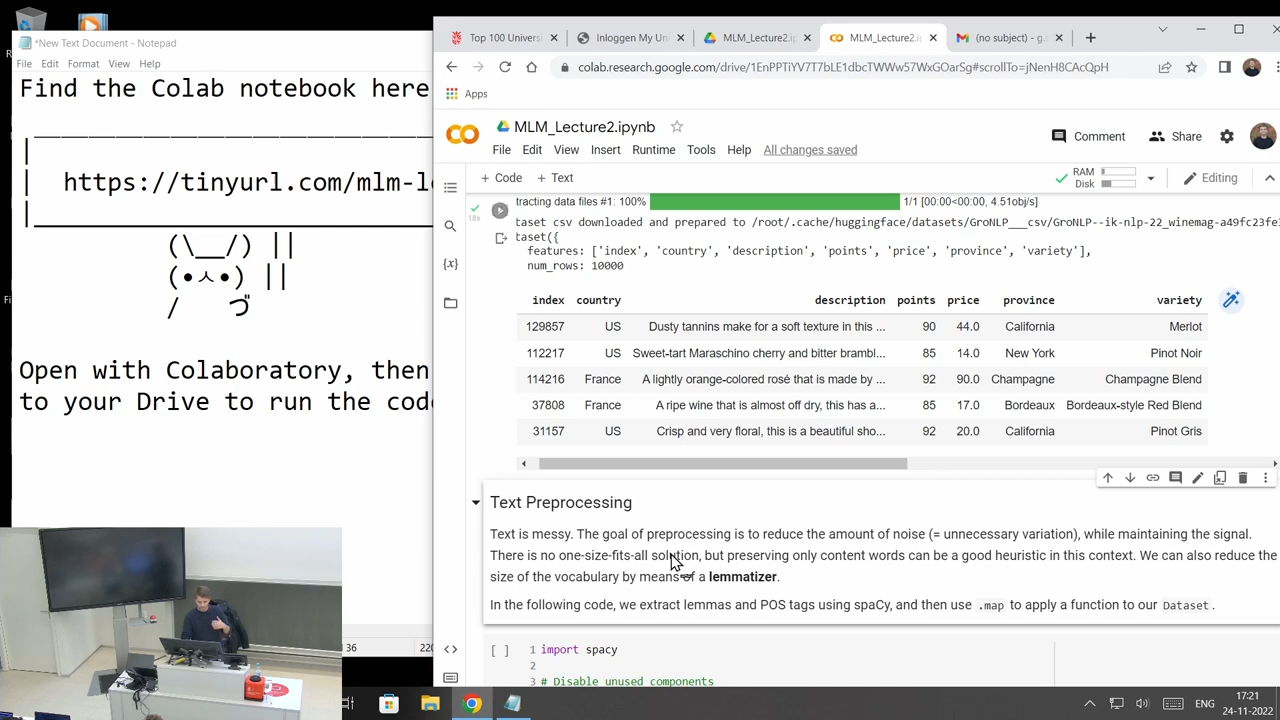 *New Text Document - Notepad
File Edit Format View Help
Find the Colab notebook here
https://tinyurl.com/mlm-l
(\__/) ||
(•ㅅ•) ||
/ づ
Open with Colaboratory, then
to your Drive to run the cod
36
220
Top 100 Univers
Inloggen My Un
MLM_Lecture2.ip
MLM_Lecture2.i
(no subject) - g.
colab.research.google.com/drive/1EnPPTiYV7T7bLE1dbcTWWw57WxGOarSg#scrollTo=jNenH8CAcQpH
Apps
MLM_Lecture2.ipynb
File Edit View Insert Runtime Tools Help All changes saved
Comment Share
+ Code + Text
RAM
Disk
Editing
18s
tracting data files #1: 100% 1/1 [00:00<00:00, 4.51obj/s]
taset csv downloaded and prepared to /root/.cache/huggingface/datasets/GroNLP___csv/GroNLP--ik-nlp-22_winemag-a49fc23fe
taset({
features: ['index', 'country', 'description', 'points', 'price', 'province', 'variety'],
num_rows: 10000
index country description points price province variety
129857 US Dusty tannins make for a soft texture in this ... 90 44.0 California Merlot
112217 US Sweet-tart Maraschino cherry and bitter brambl... 85 14.0 New York Pinot Noir
114216 France A lightly orange-colored rosé that is made by ... 92 90.0 Champagne Champagne Blend
37808 France A ripe wine that is almost off dry, this has a... 85 17.0 Bordeaux Bordeaux-style Red Blend
31157 US Crisp and very floral, this is a beautiful sho... 92 20.0 California Pinot Gris
Text Preprocessing
Text is messy. The goal of preprocessing is to reduce the amount of noise (= unnecessary variation), while maintaining the signal.
There is no one-size-fits-all solution, but preserving only content words can be a good heuristic in this context. We can also reduce the
size of the vocabulary by means of a lemmatizer.
In the following code, we extract lemmas and POS tags using spaCy, and then use .map to apply a function to our Dataset.
[ ] 1 import spacy
2
3 # Disable unused components
ENG
17:21
24-11-2022